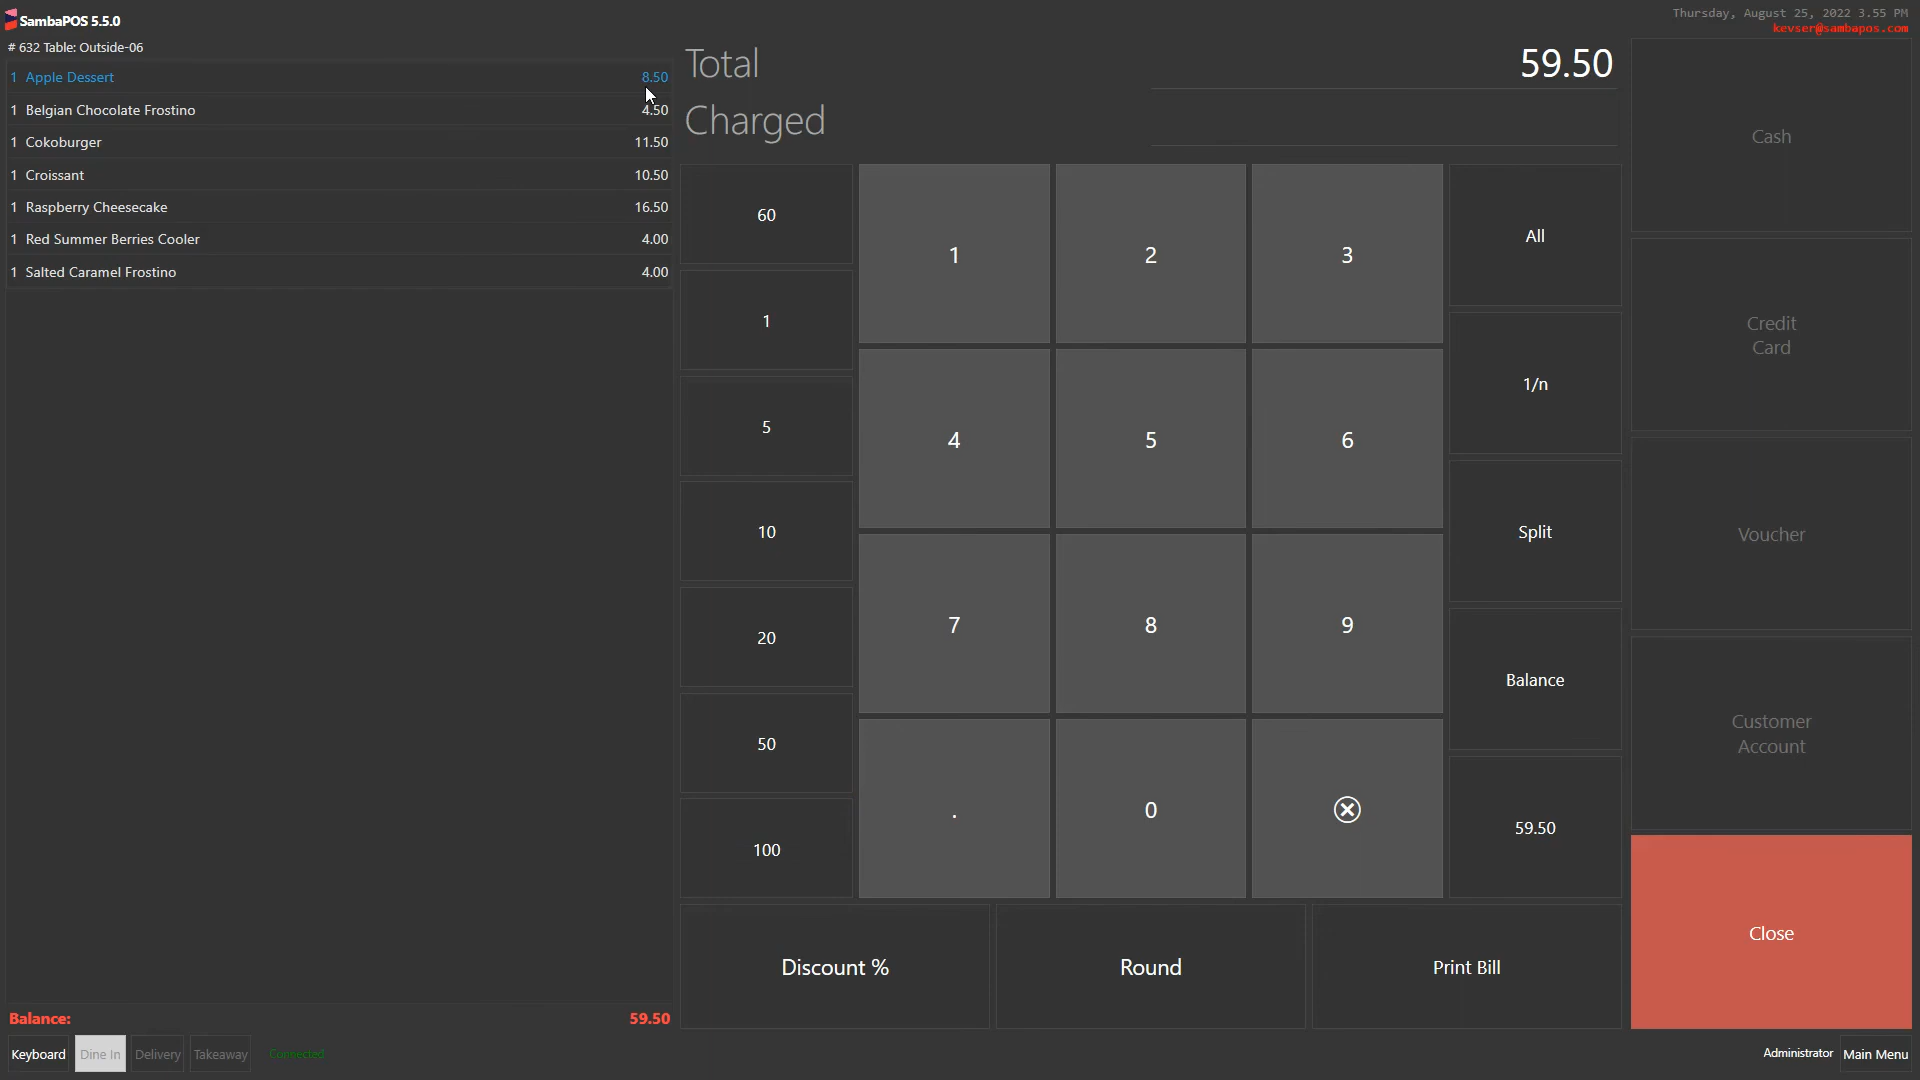 SambaPOS 5.5.0
Thursday, August 25, 2022 3.55 PM
kevser@sambapos.com
# 632 Table: Outside-06
1 Apple Dessert 8.50
1 Belgian Chocolate Frostino 4.50
1 Cokoburger 11.50
1 Croissant 10.50
1 Raspberry Cheesecake 16.50
1 Red Summer Berries Cooler 4.00
1 Salted Caramel Frostino 4.00
Balance: 59.50
Total 59.50
Charged
60
1
5
10
20
50
100
1 2 3
4 5 6
7 8 9
. 0
All
1/n
Split
Balance
59.50
Discount % Round Print Bill
Cash
Credit
Card
Voucher
Customer
Account
Close
Keyboard Dine In Delivery Takeaway Connected
Administrator Main Menu